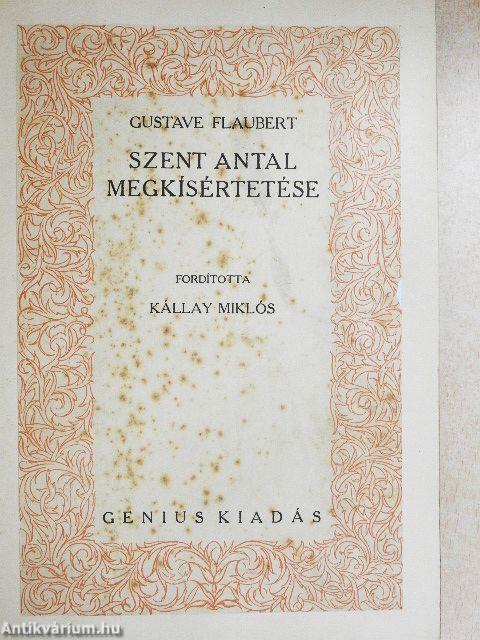 GUSTAVE FLAUBERT
SZENT ANTAL
MEGKÍSÉRTETÉSE
FORDÍTOTTA
KÁLLAY MIKLÓS
GENIUS KIADÁS
Antikvárium.hu